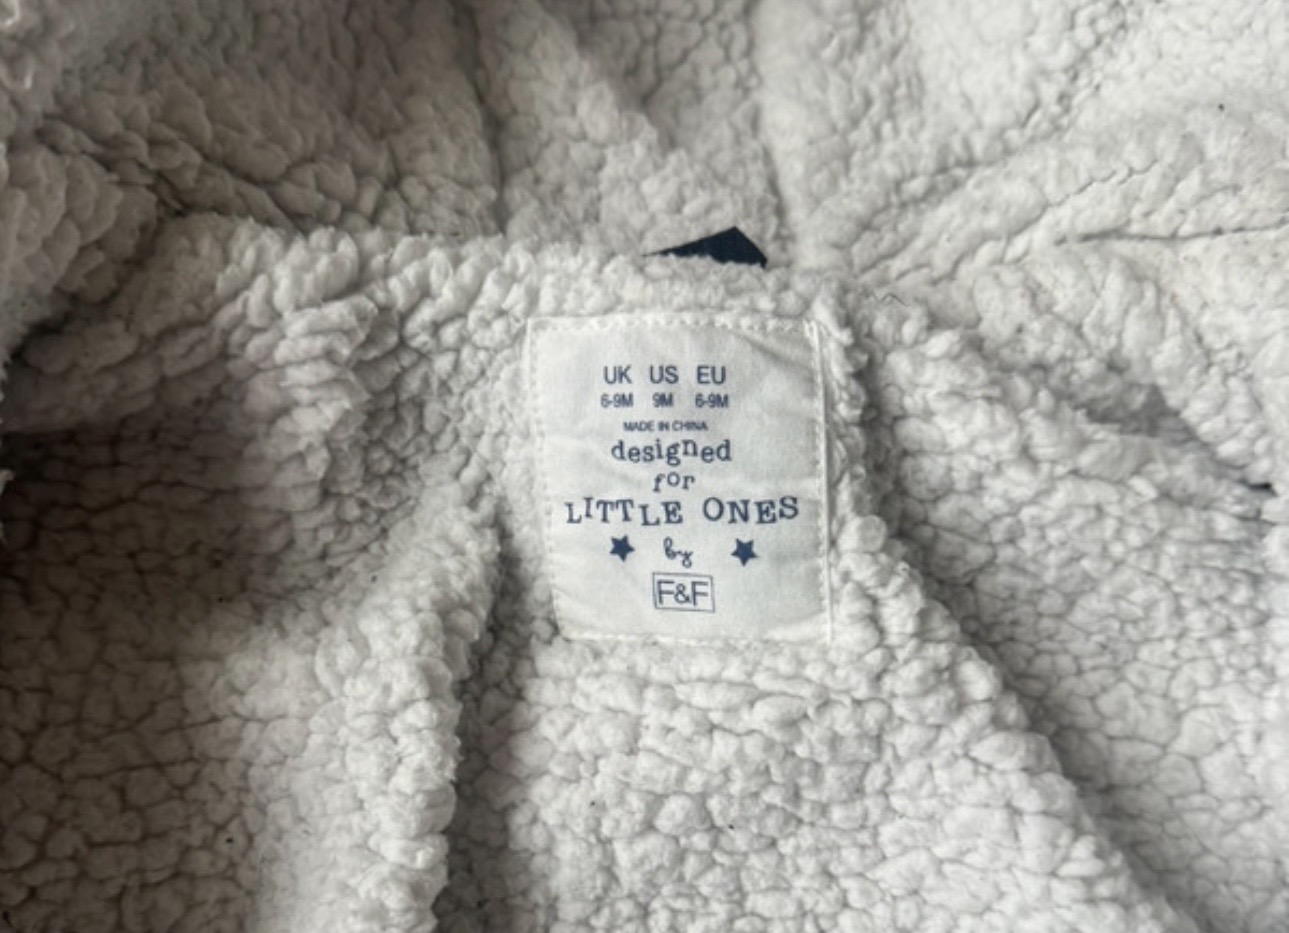 UK US EU
6-9M 9M 6-9M
MADE IN CHINA
designed
for
LITTLE ONES
by
F&F